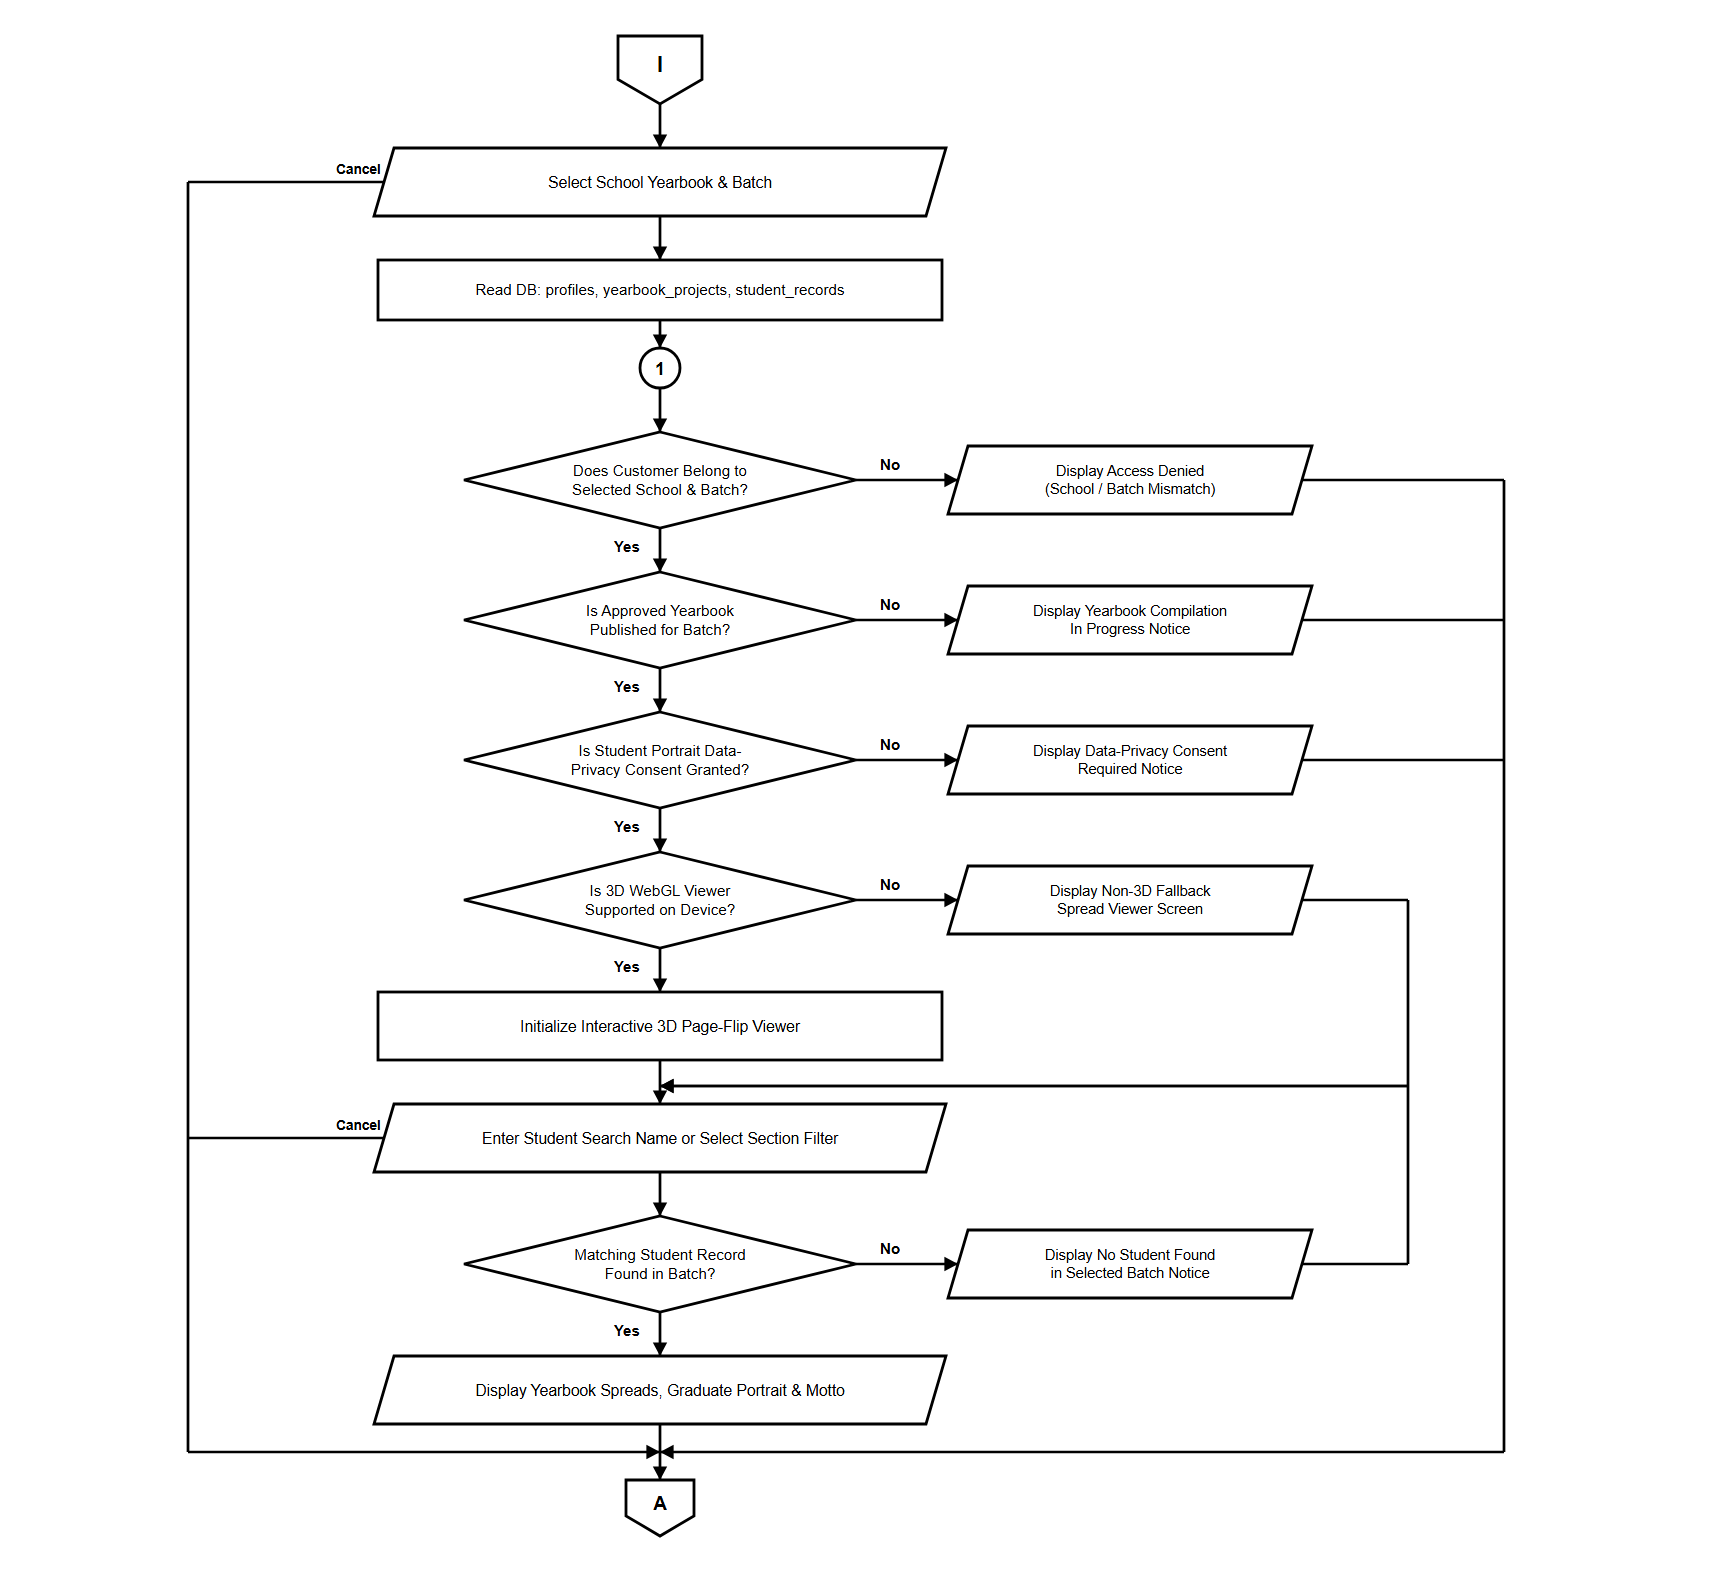 I
Cancel
Select School Yearbook & Batch
Read DB: profiles, yearbook_projects, student_records
1
Does Customer Belong to
Selected School & Batch?
No
Display Access Denied
(School / Batch Mismatch)
Yes
Is Approved Yearbook
Published for Batch?
No
Display Yearbook Compilation
In Progress Notice
Yes
Is Student Portrait Data-
Privacy Consent Granted?
No
Display Data-Privacy Consent
Required Notice
Yes
Is 3D WebGL Viewer
Supported on Device?
No
Display Non-3D Fallback
Spread Viewer Screen
Yes
Initialize Interactive 3D Page-Flip Viewer
Cancel
Enter Student Search Name or Select Section Filter
Matching Student Record
Found in Batch?
No
Display No Student Found
in Selected Batch Notice
Yes
Display Yearbook Spreads, Graduate Portrait & Motto
A